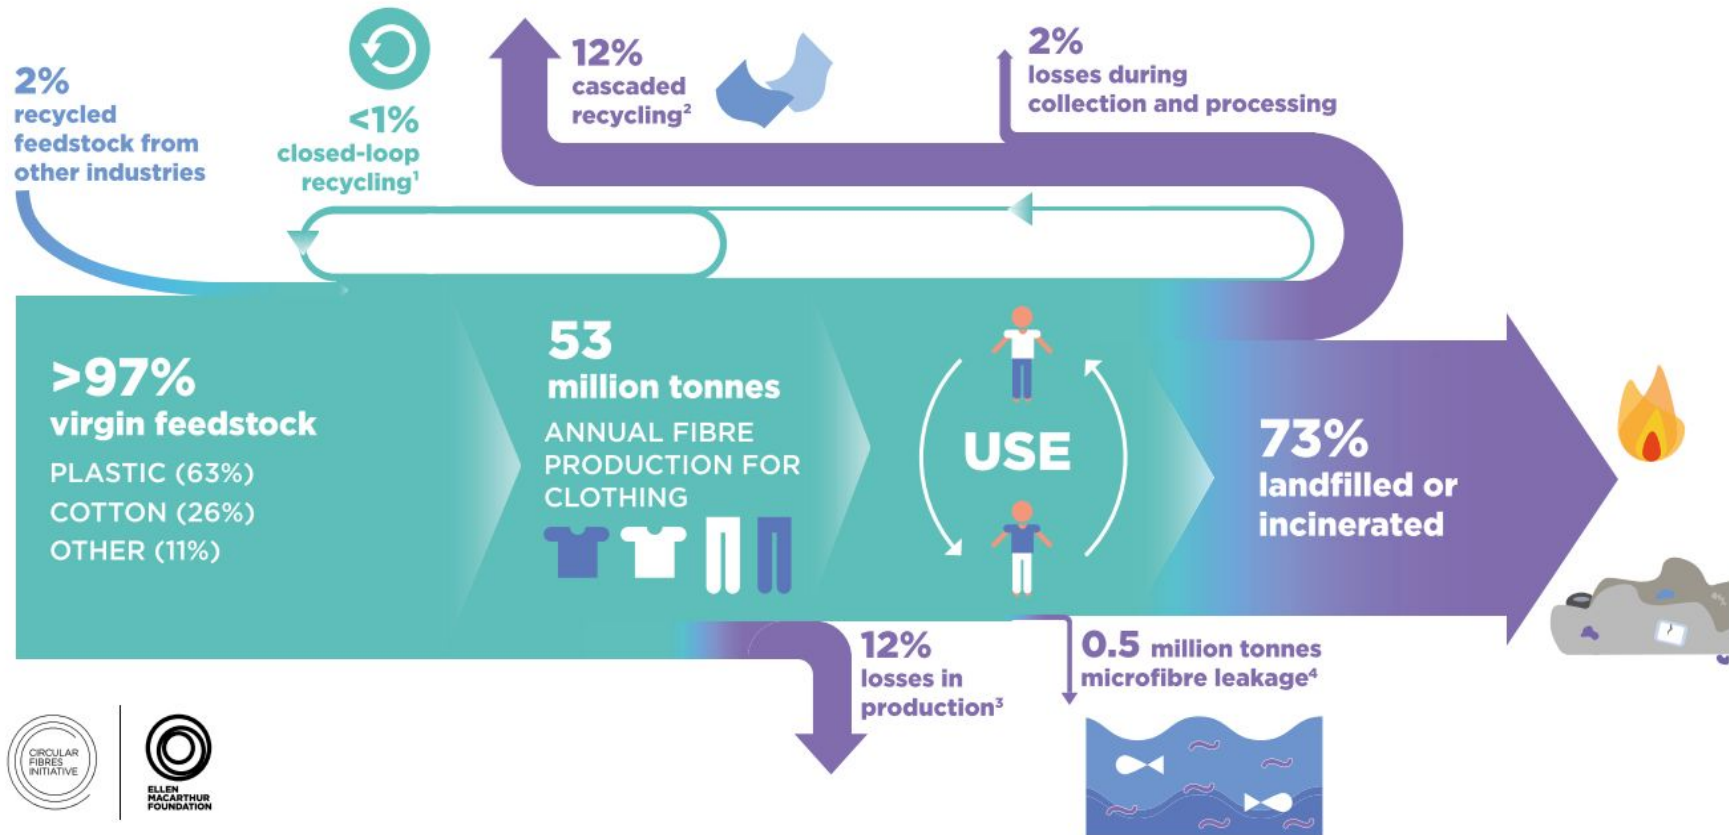 2%
recycled
feedstock from
other industries
<1%
closed-loop
recycling¹
12%
cascaded
recycling²
2%
losses during
collection and processing
>97%
virgin feedstock
PLASTIC (63%)
COTTON (26%)
OTHER (11%)
53
million tonnes
ANNUAL FIBRE
PRODUCTION FOR
CLOTHING
USE
73%
landfilled or
incinerated
12%
losses in
production³
0.5 million tonnes
microfibre leakage⁴
CIRCULAR
FIBRES
INITIATIVE
ELLEN
MACARTHUR
FOUNDATION